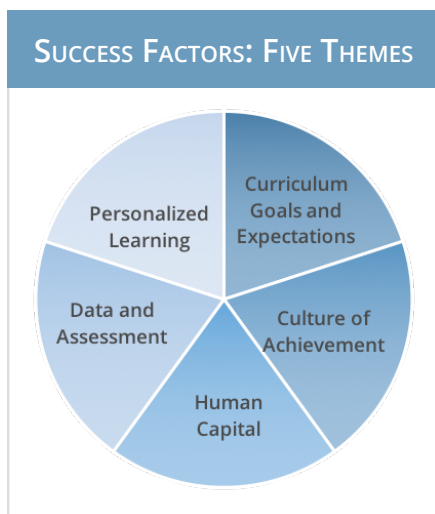 Success Factors: Five Themes
Curriculum
Goals and
Expectations
Culture of
Achievement
Human
Capital
Data and
Assessment
Personalized
Learning